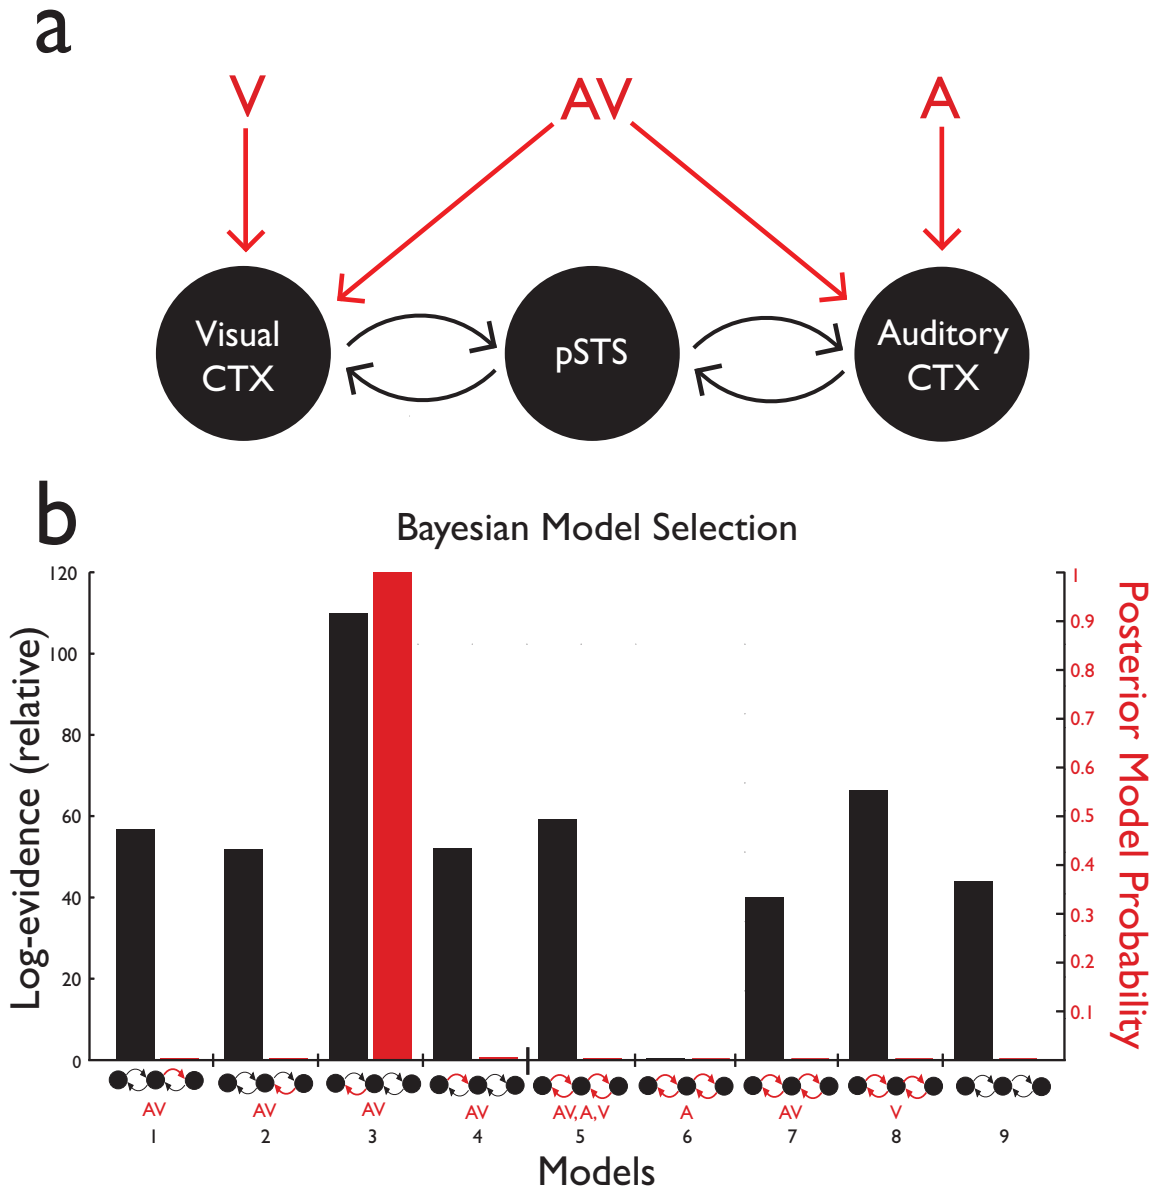 a
V AV A
Visual
CTX
pSTS
Auditory
CTX
b
Bayesian Model Selection
Log-evidence (relative)
120
100
80
60
40
20
0
1
0.9
0.8
0.7
0.6
0.5
0.4
0.3
0.2
0.1
Posterior Model Probability
AV AV AV AV AV, A, V A AV V
1 2 3 4 5 6 7 8 9
Models